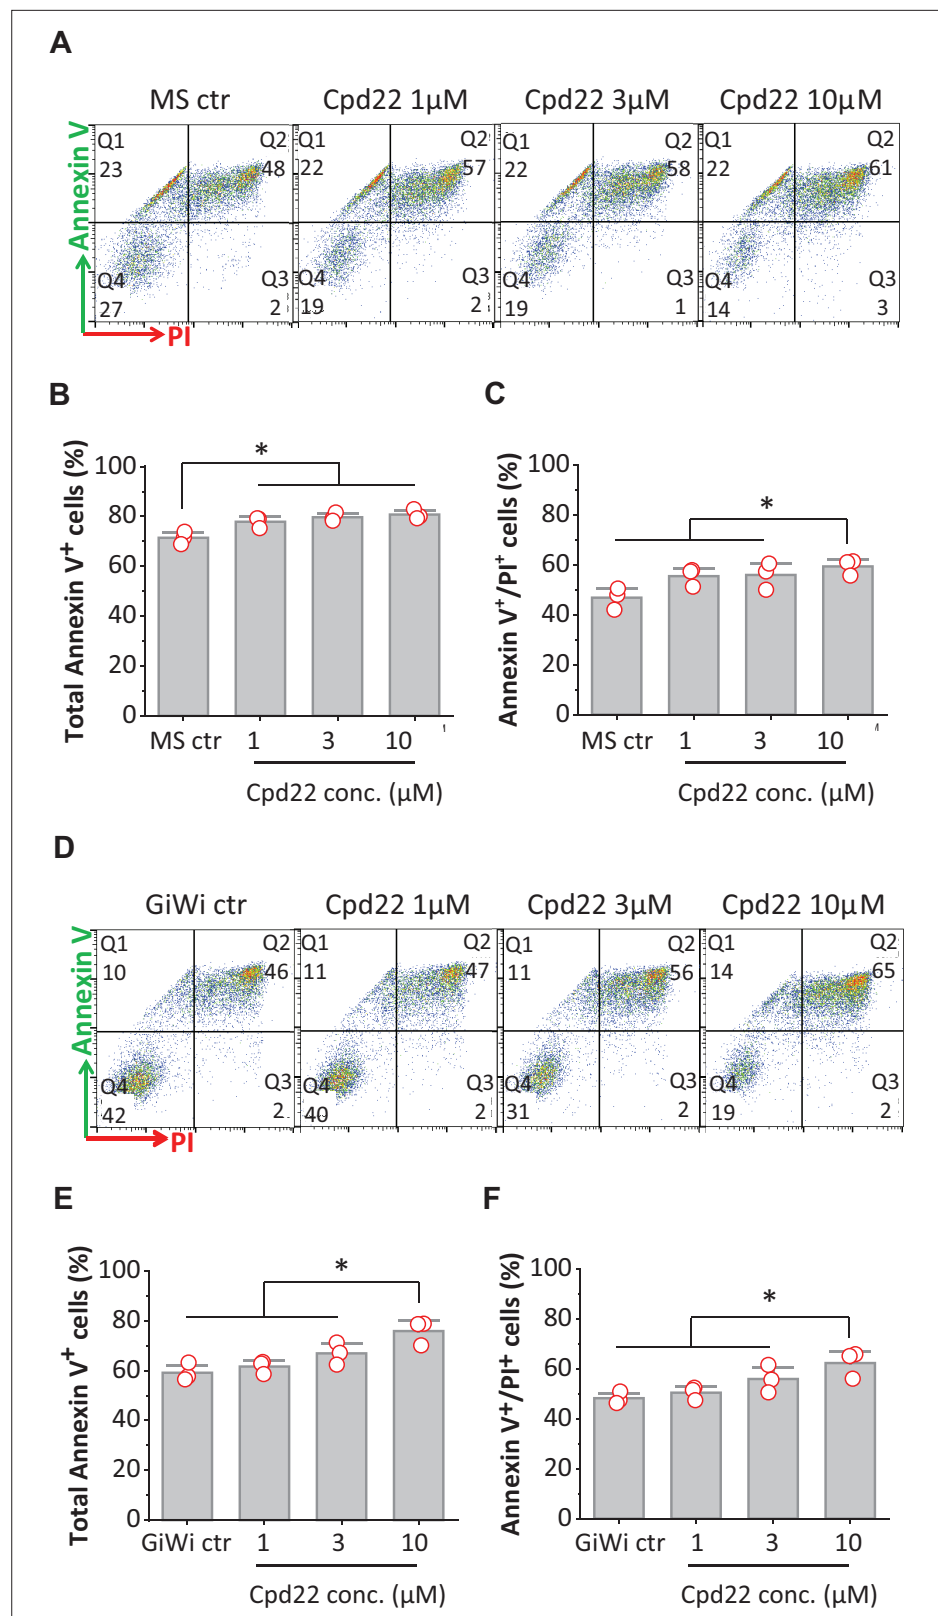 A
MS ctr Cpd22 1μM Cpd22 3μM Cpd22 10μM
Annexin V
Q1 Q2 Q1 Q2 Q1 Q2 Q1 Q2
23 48 22 57 22 58 22 61
Q4 Q3 Q4 Q3 Q4 Q3 Q4 Q3
27 2 19 2 19 1 14 3
PI
B
Total Annexin V⁺ cells (%)
100
80
60
40
20
0
*
MS ctr 1 3 10
Cpd22 conc. (μM)
C
Annexin V⁺/PI⁺ cells (%)
100
80
60
40
20
0
*
MS ctr 1 3 10
Cpd22 conc. (μM)
D
GiWi ctr Cpd22 1μM Cpd22 3μM Cpd22 10μM
Annexin V
Q1 Q2 Q1 Q2 Q1 Q2 Q1 Q2
10 46 11 47 11 56 14 65
Q4 Q3 Q4 Q3 Q4 Q3 Q4 Q3
42 2 40 2 31 2 19 2
PI
E
Total Annexin V⁺ cells (%)
100
80
60
40
20
0
*
GiWi ctr 1 3 10
Cpd22 conc. (μM)
F
Annexin V⁺/PI⁺ cells (%)
100
80
60
40
20
0
*
GiWi ctr 1 3 10
Cpd22 conc. (μM)